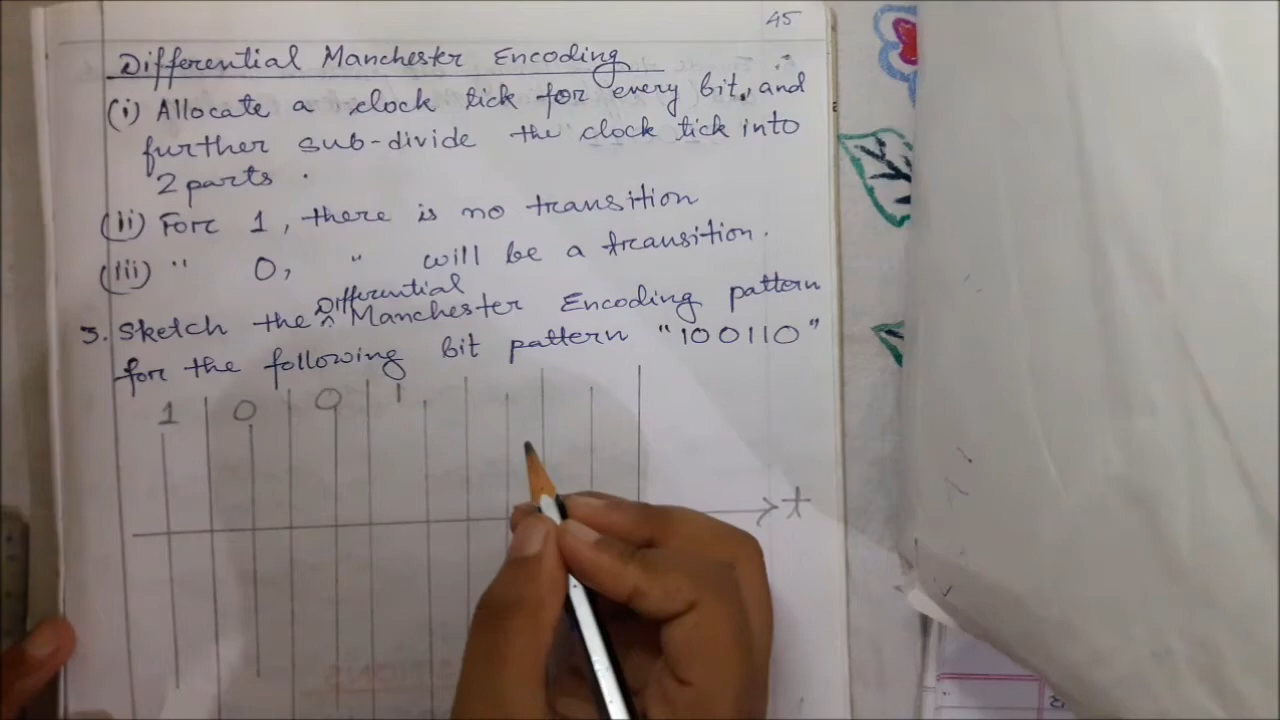 45
Differential Manchester Encoding
(i) Allocate a clock tick for every bit, and
further sub-divide the clock tick into
2 parts.
(ii) For 1, there is no transition
(iii) " 0, " will be a transition.
3. Sketch the ^ Differential Manchester Encoding pattern
for the following bit pattern "100110"
1 0 0 1
t